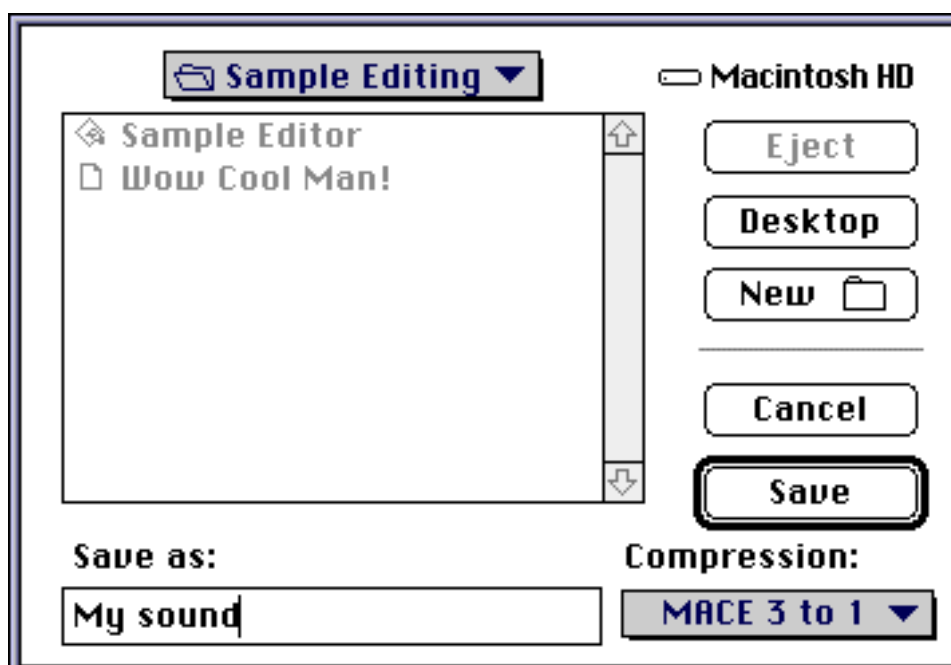 Sample Editing
Macintosh HD
Sample Editor
Wow Cool Man!
Eject
Desktop
New
Cancel
Save
Save as:
My sound
Compression:
MACE 3 to 1